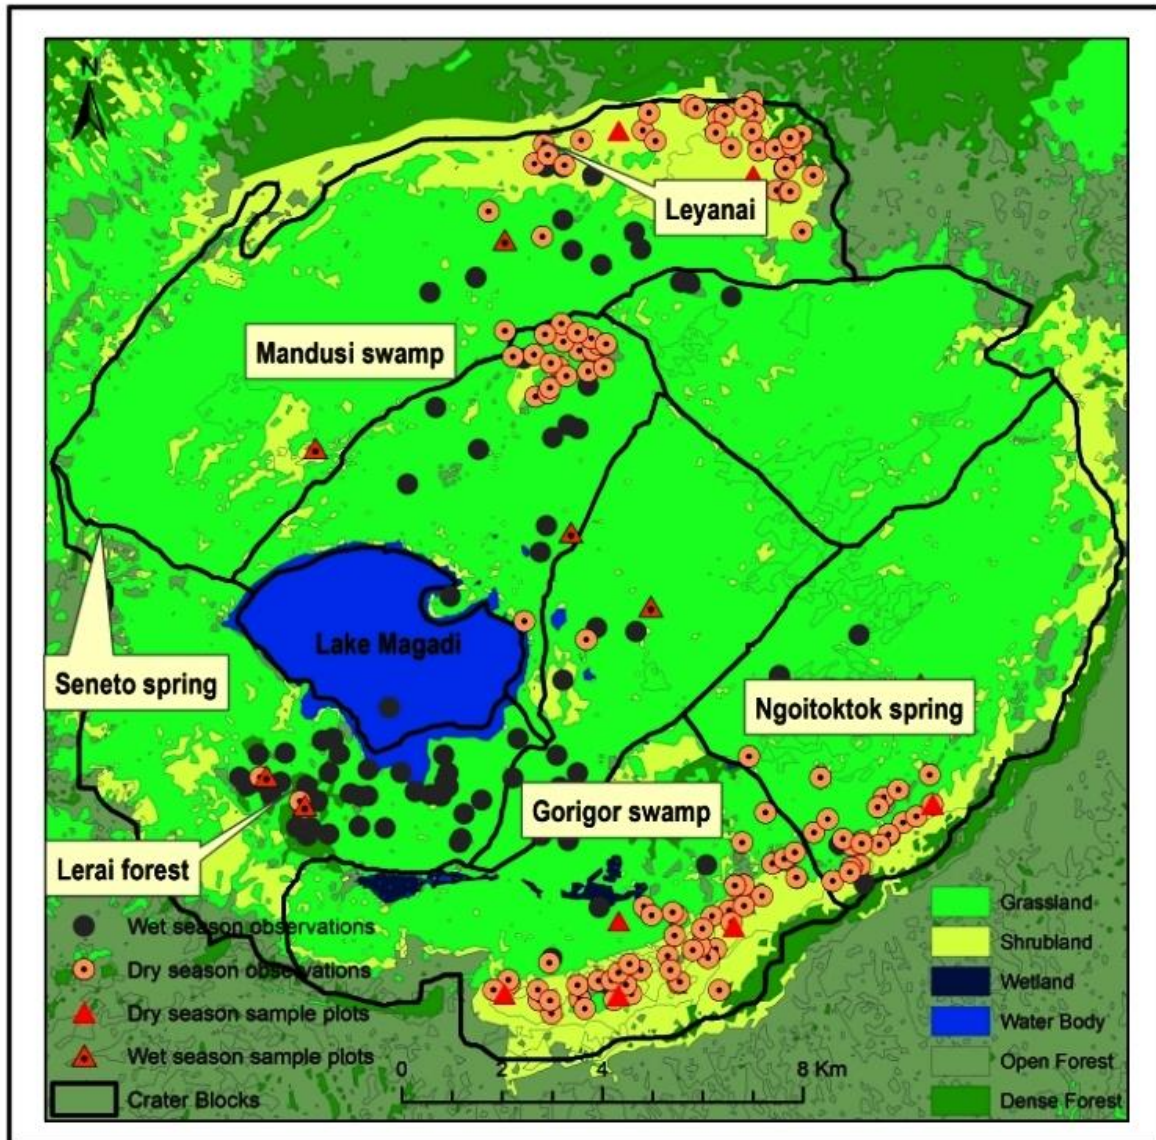 N
Leyanai
Mandusi swamp
Lake Magadi
Seneto spring
Ngoitoktok spring
Gorigor swamp
Lerai forest
Wet season observations
Dry season observations
Dry season sample plots
Wet season sample plots
Crater Blocks
0 2 4 8 Km
Grassland
Shrubland
Wetland
Water Body
Open Forest
Dense Forest